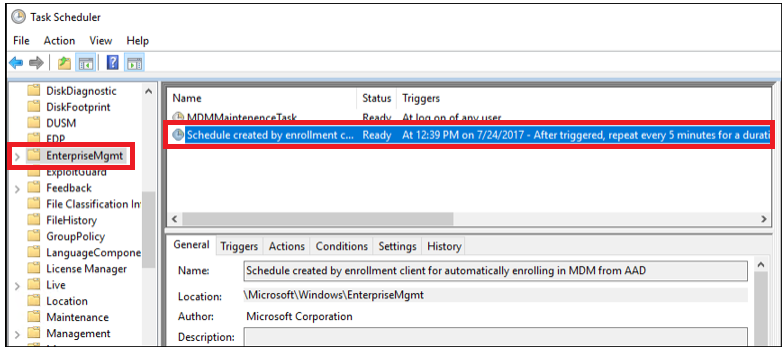 Task Scheduler
File Action View Help
DiskDiagnostic
DiskFootprint
DUSM
EDP
EnterpriseMgmt
ExploitGuard
Feedback
File Classification In
FileHistory
GroupPolicy
LanguageCompone
License Manager
Live
Location
Maintenance
Management
Name Status Triggers
MDMMaintenenceTask Ready At log on of any user
Schedule created by enrollment c... Ready At 12:39 PM on 7/24/2017 - After triggered, repeat every 5 minutes for a durati
General Triggers Actions Conditions Settings History
Name: Schedule created by enrollment client for automatically enrolling in MDM from AAD
Location: \Microsoft\Windows\EnterpriseMgmt
Author: Microsoft Corporation
Description: